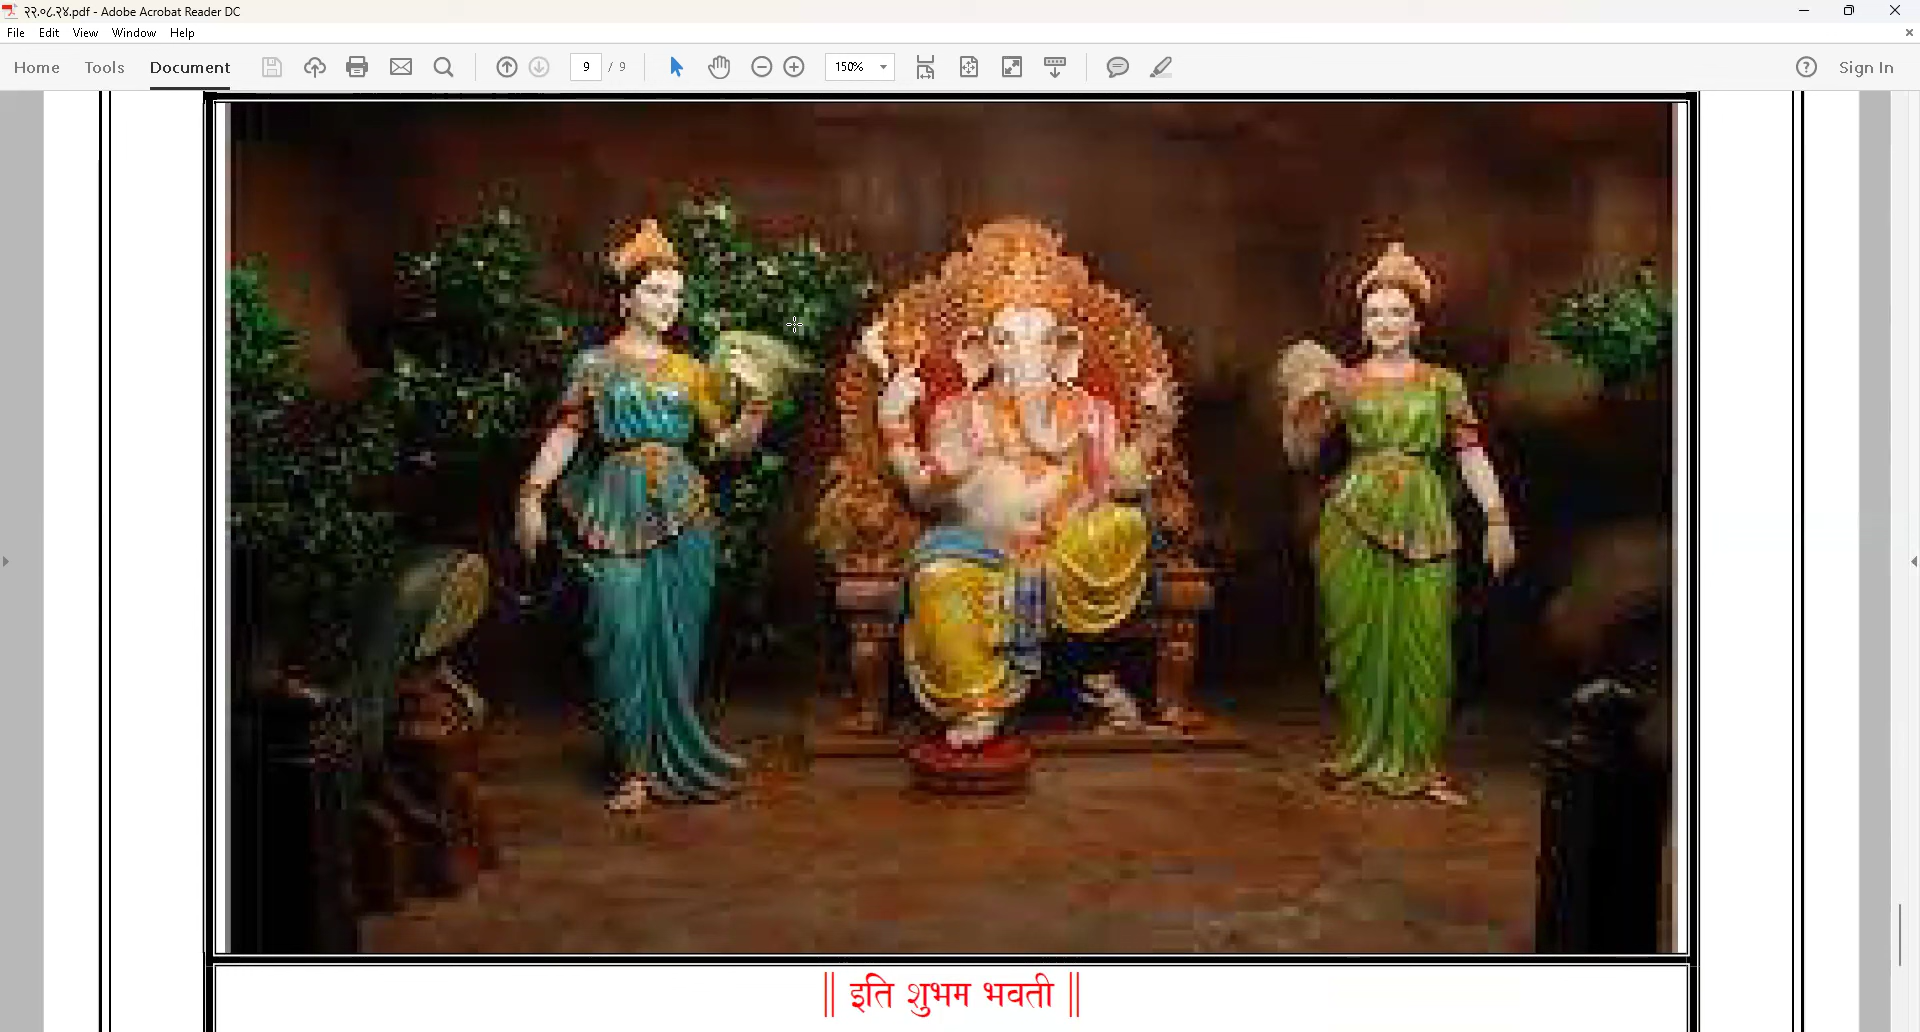 २२.०८.२४.pdf - Adobe Acrobat Reader DC
File Edit View Window Help
Home Tools Document 9 / 9 150% Sign In
|| इति शुभम भवती ||